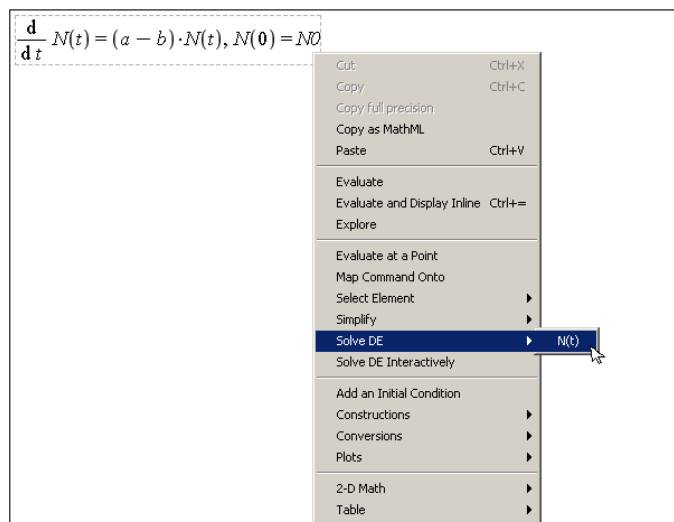 d/dt N(t) = (a − b)·N(t), N(0) = N0
Cut Ctrl+X
Copy Ctrl+C
Copy full precision
Copy as MathML
Paste Ctrl+V
Evaluate
Evaluate and Display Inline Ctrl+=
Explore
Evaluate at a Point
Map Command Onto
Select Element
Simplify
Solve DE N(t)
Solve DE Interactively
Add an Initial Condition
Constructions
Conversions
Plots
2-D Math
Table